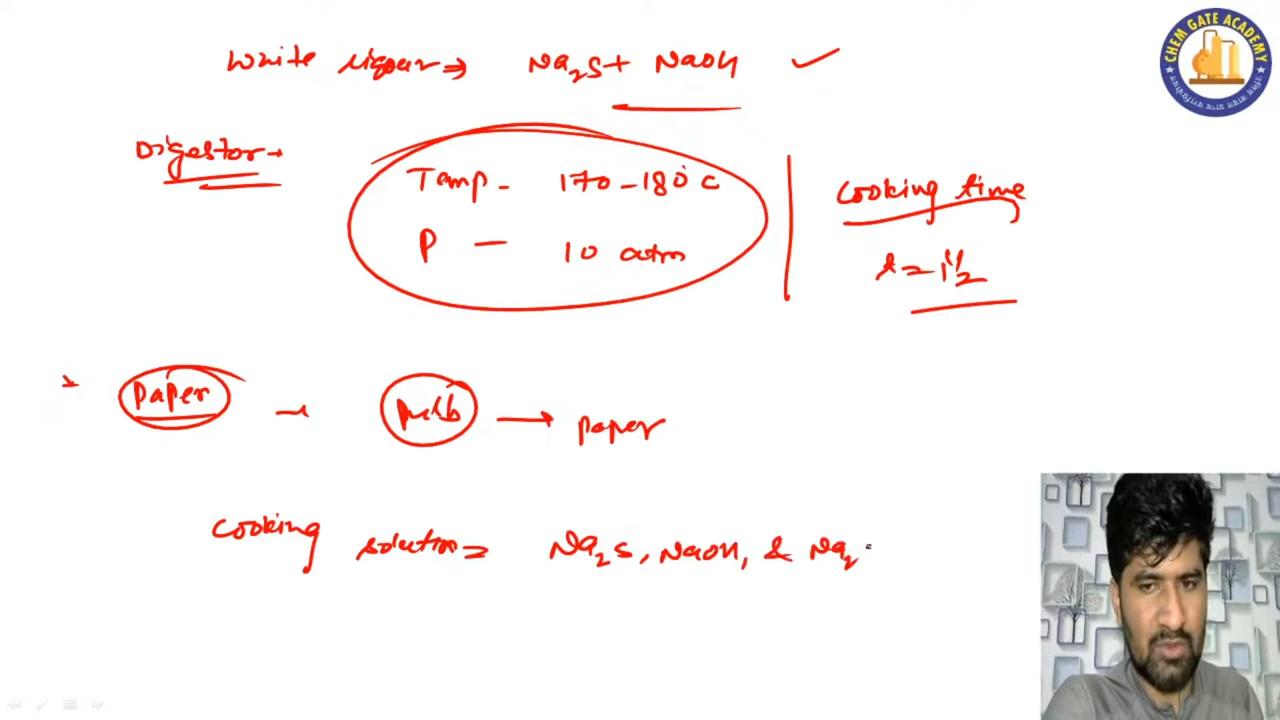 CHEM GATE ACADEMY
White liquor → Na₂S + NaOH ✓
Digestor →
Temp - 170-180°C
P — 10 atm
Cooking time
t = 1 1/2
Paper → pulb → paper
Cooking solution = Na₂S, NaOH, & Na₂